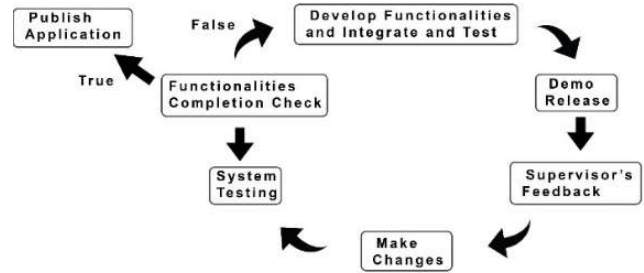 Publish
Application
False
Develop Functionalities
and Integrate and Test
True
Functionalities
Completion Check
Demo
Release
System
Testing
Supervisor's
Feedback
Make
Changes